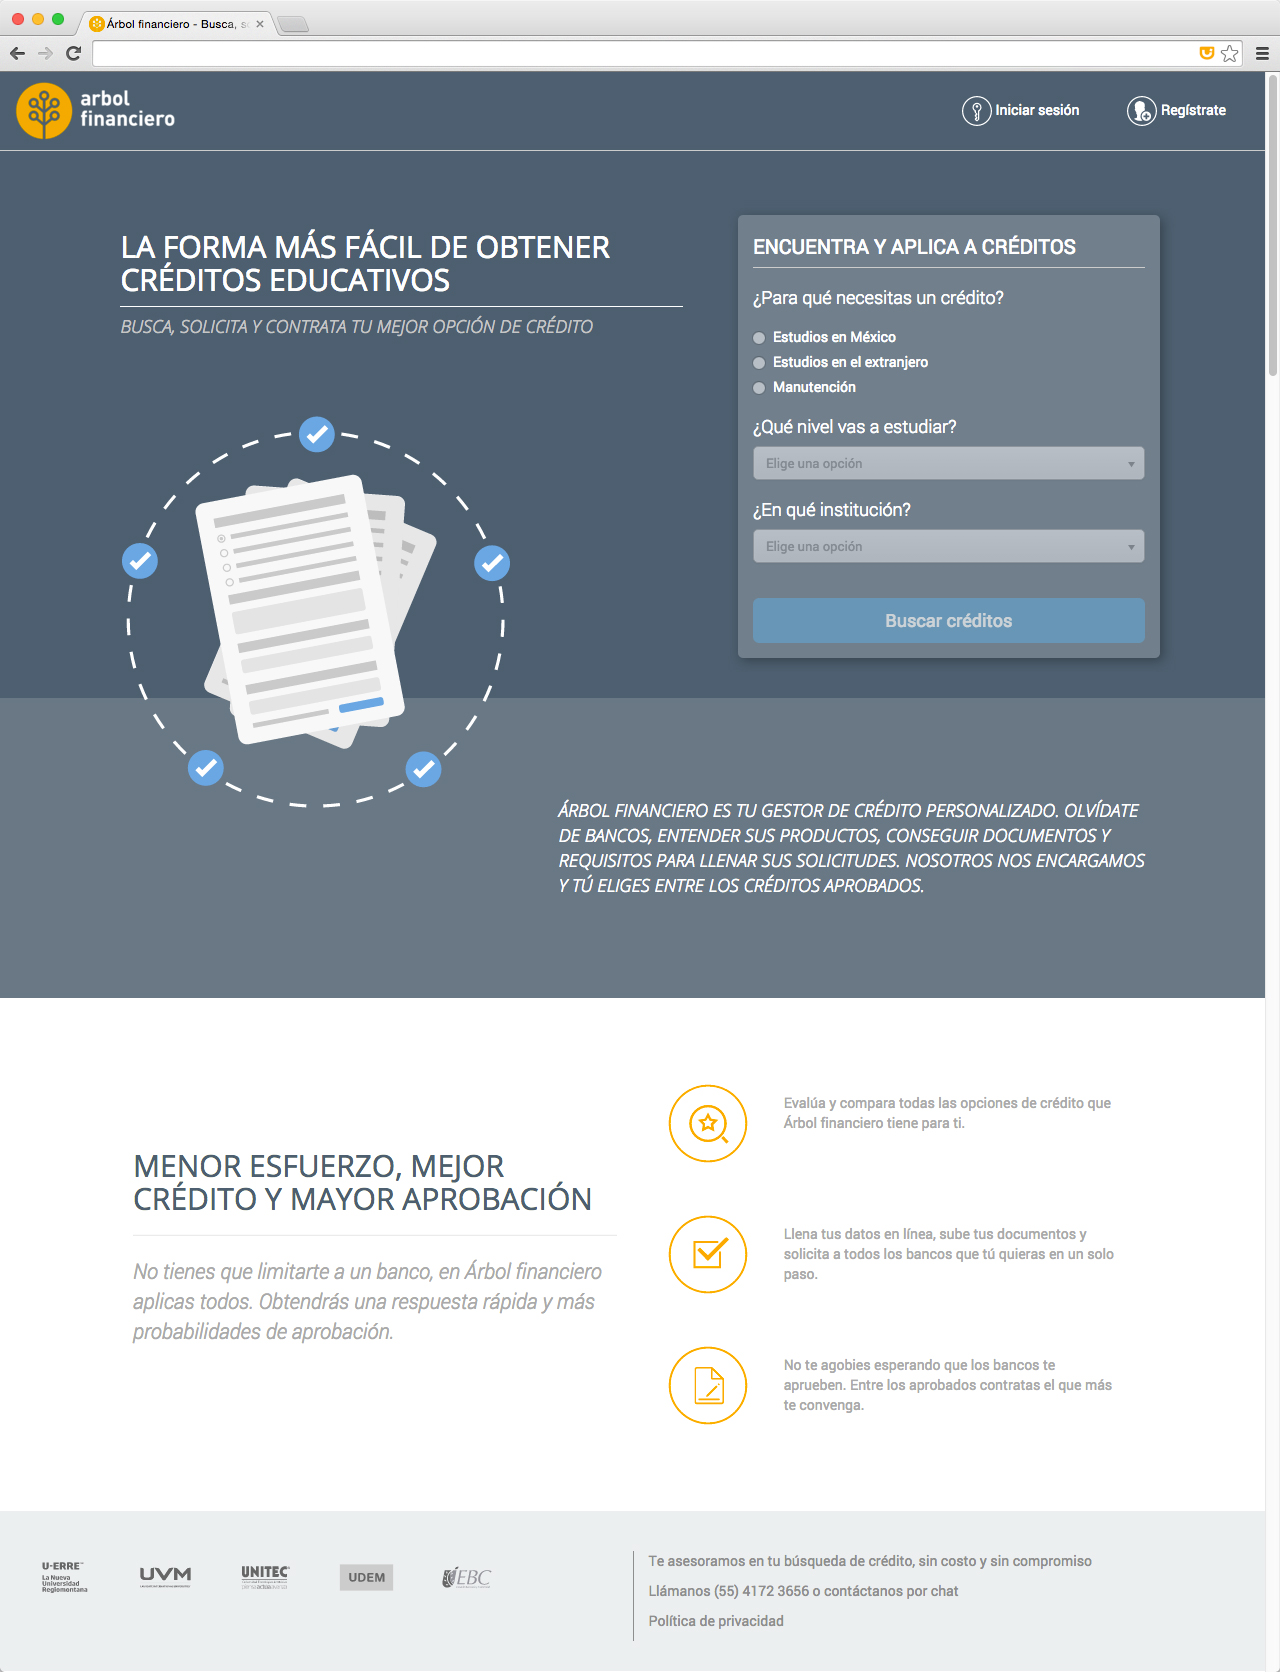 Árbol financiero - Busca, s
arbol
financiero
Iniciar sesión
Regístrate
LA FORMA MÁS FÁCIL DE OBTENER
CRÉDITOS EDUCATIVOS
BUSCA, SOLICITA Y CONTRATA TU MEJOR OPCIÓN DE CRÉDITO
ENCUENTRA Y APLICA A CRÉDITOS
¿Para qué necesitas un crédito?
Estudios en México
Estudios en el extranjero
Manutención
¿Qué nivel vas a estudiar?
Elige una opción
¿En qué institución?
Elige una opción
Buscar créditos
ÁRBOL FINANCIERO ES TU GESTOR DE CRÉDITO PERSONALIZADO. OLVÍDATE
DE BANCOS, ENTENDER SUS PRODUCTOS, CONSEGUIR DOCUMENTOS Y
REQUISITOS PARA LLENAR SUS SOLICITUDES. NOSOTROS NOS ENCARGAMOS
Y TÚ ELIGES ENTRE LOS CRÉDITOS APROBADOS.
MENOR ESFUERZO, MEJOR
CRÉDITO Y MAYOR APROBACIÓN
No tienes que limitarte a un banco, en Árbol financiero
aplicas todos. Obtendrás una respuesta rápida y más
probabilidades de aprobación.
Evalúa y compara todas las opciones de crédito que
Árbol financiero tiene para ti.
Llena tus datos en línea, sube tus documentos y
solicita a todos los bancos que tú quieras en un solo
paso.
No te agobies esperando que los bancos te
aprueben. Entre los aprobados contratas el que más
te convenga.
U-ERRE
La Nueva
Universidad
Regiomontana
UVM
UNITEC
UDEM
EBC
Te asesoramos en tu búsqueda de crédito, sin costo y sin compromiso
Llámanos (55) 4172 3656 o contáctanos por chat
Política de privacidad